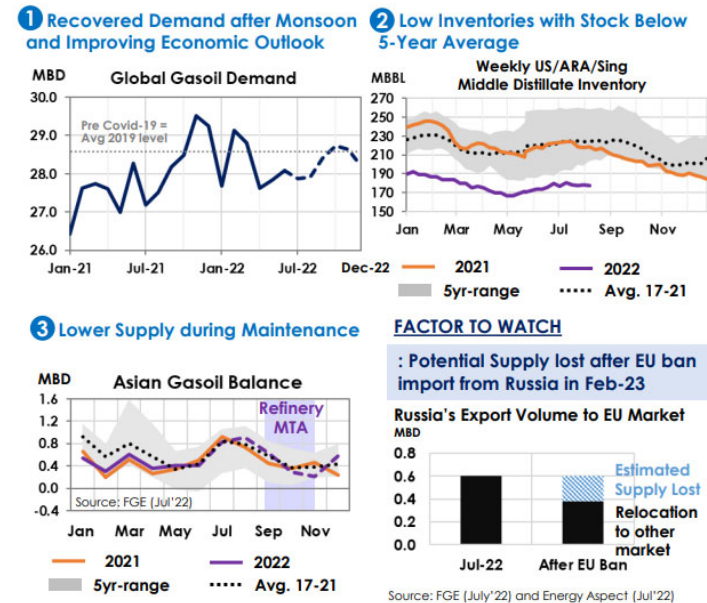 1 Recovered Demand after Monsoon
and Improving Economic Outlook
MBD
Global Gasoil Demand
30.0
Pre Covid-19 =
Avg 2019 level
29.0
28.0
27.0
26.0
Jan-21
Jul-21
Jan-22
Jul-22
Dec-22
2 Low Inventories with Stock Below
5-Year Average
Weekly US/ARA/Sing
MBBL
Middle Distillate Inventory
270
250
230
210
190
170
150
Jan
Mar
May
Jul
Sep
Nov
2021
2022
5yr-range
Avg. 17-21
3 Lower Supply during Maintenance
MBD
Asian Gasoil Balance
1.6
Refinery
MTA
1.2
0.8
0.4
0.0
Source: FGE (Jul'22)
-0.4
Jan
Mar
May
Jul
Sep
Nov
2021
2022
5yr-range
Avg. 17-21
FACTOR TO WATCH
: Potential Supply lost after EU ban
import from Russia in Feb-23
Russia's Export Volume to EU Market
MBD
0.8
0.6
0.4
0.2
0.0
Estimated
Supply Lost
Relocation
to other
market
Jul-22
After EU Ban
Source: FGE (July'22) and Energy Aspect (Jul'22)